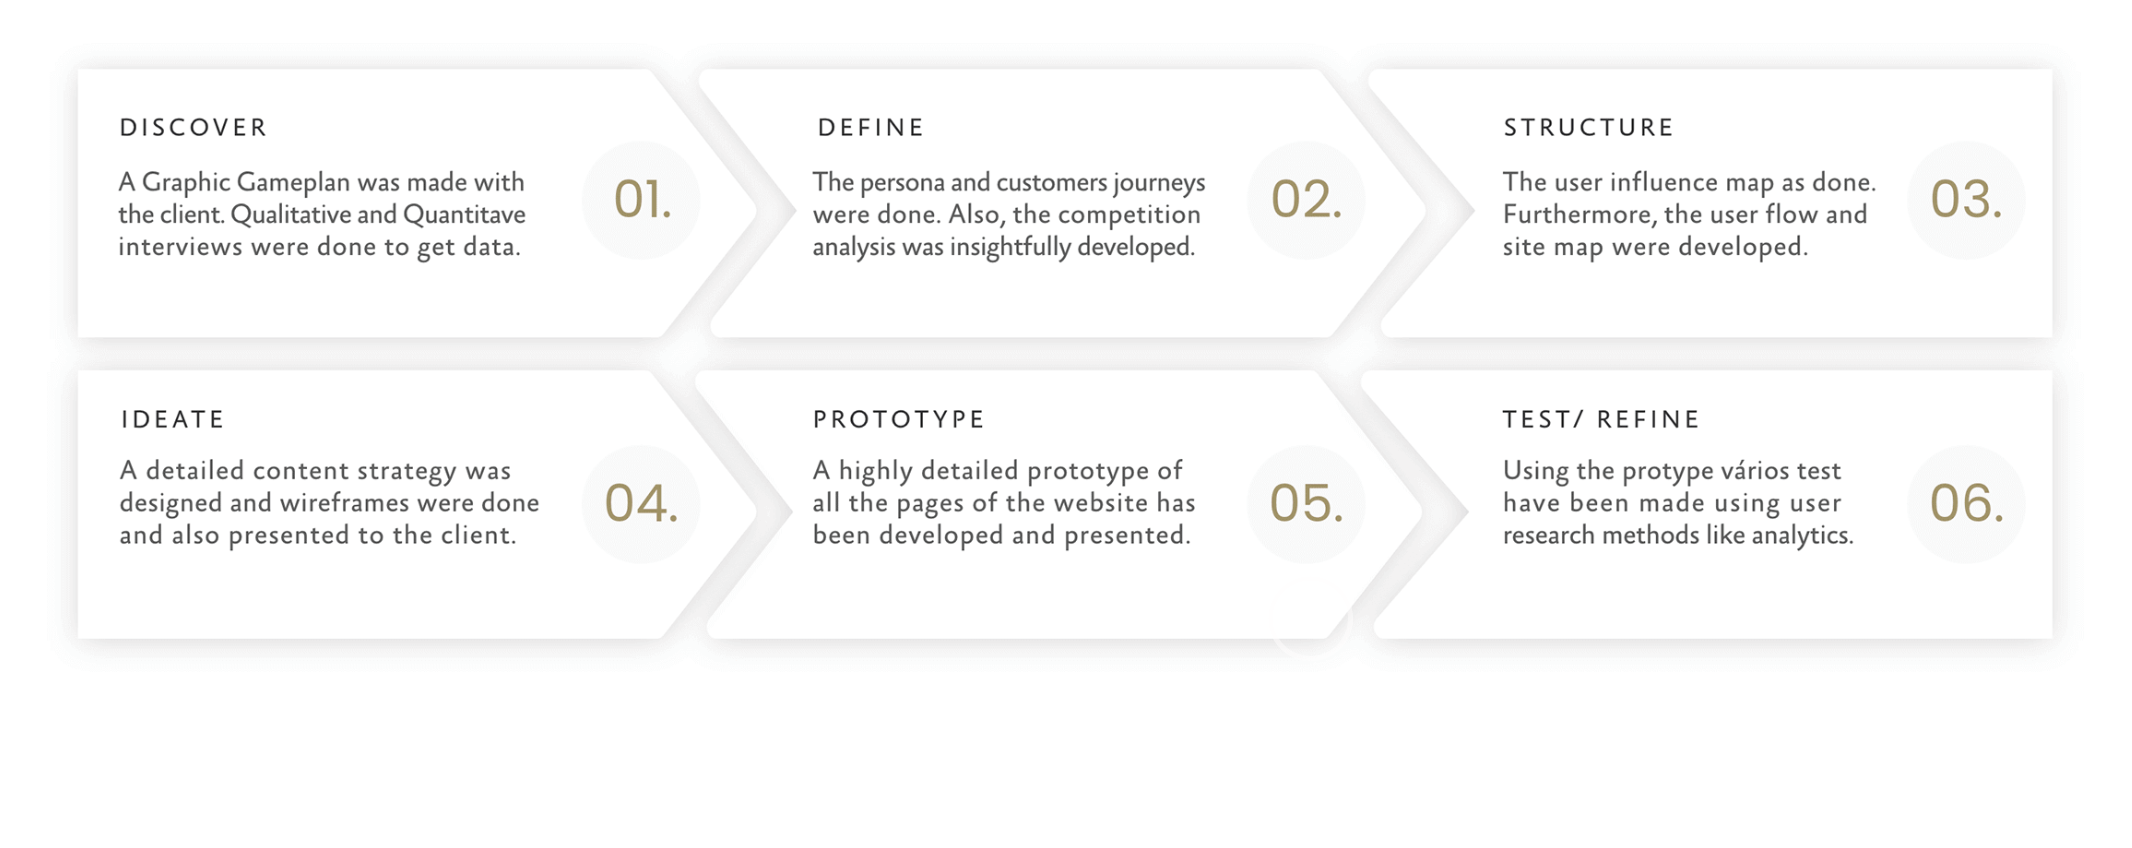 DISCOVER
A Graphic Gameplan was made with
the client. Qualitative and Quantitave
interviews were done to get data.
01.
DEFINE
The persona and customers journeys
were done. Also, the competition
analysis was insightfully developed.
02.
STRUCTURE
The user influence map as done.
Furthermore, the user flow and
site map were developed.
03.
IDEATE
A detailed content strategy was
designed and wireframes were done
and also presented to the client.
04.
PROTOTYPE
A highly detailed prototype of
all the pages of the website has
been developed and presented.
05.
TEST/ REFINE
Using the protype vários test
have been made using user
research methods like analytics.
06.